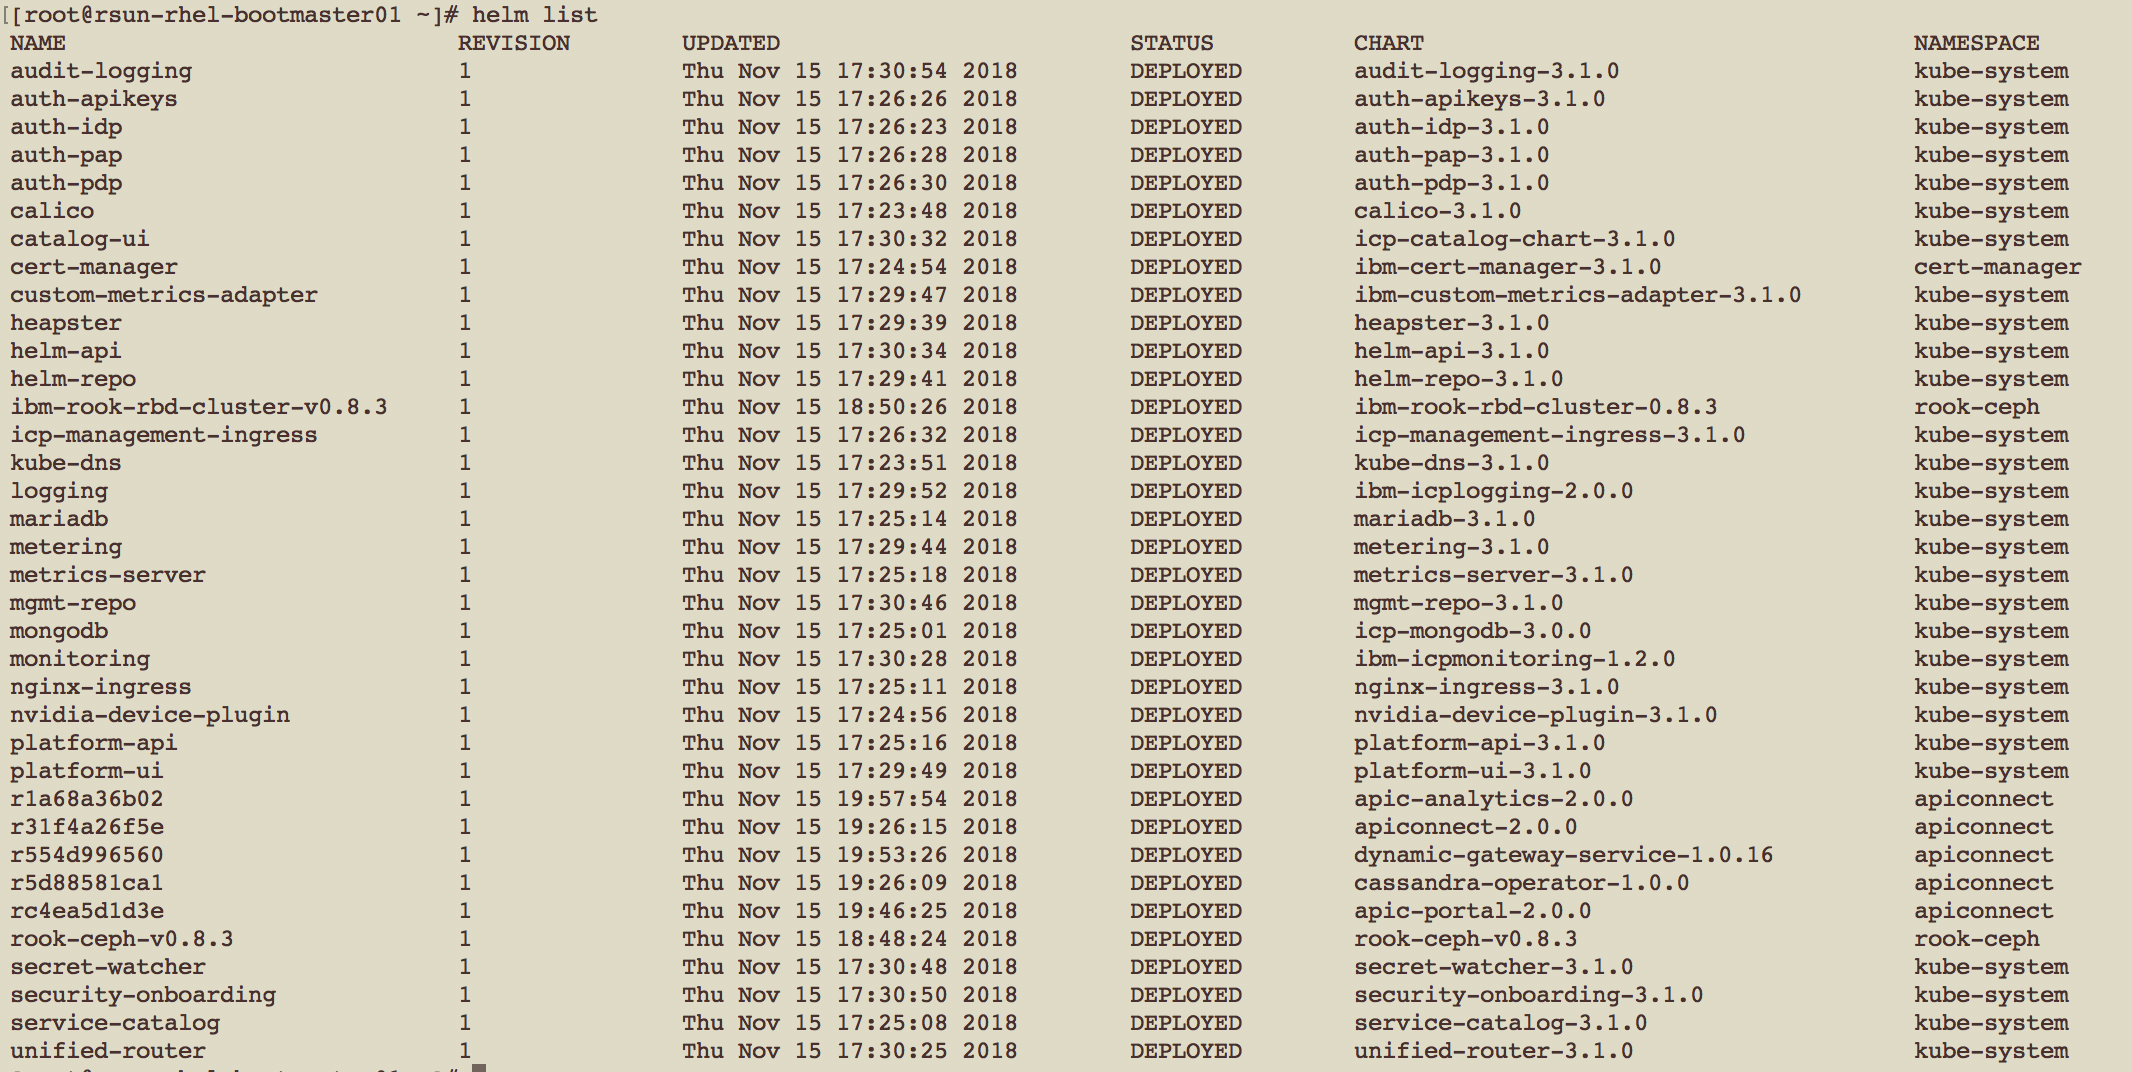 [[root@rsun-rhel-bootmaster01 ~]# helm list
NAME REVISION UPDATED STATUS CHART NAMESPACE
audit-logging 1 Thu Nov 15 17:30:54 2018 DEPLOYED audit-logging-3.1.0 kube-system
auth-apikeys 1 Thu Nov 15 17:26:26 2018 DEPLOYED auth-apikeys-3.1.0 kube-system
auth-idp 1 Thu Nov 15 17:26:23 2018 DEPLOYED auth-idp-3.1.0 kube-system
auth-pap 1 Thu Nov 15 17:26:28 2018 DEPLOYED auth-pap-3.1.0 kube-system
auth-pdp 1 Thu Nov 15 17:26:30 2018 DEPLOYED auth-pdp-3.1.0 kube-system
calico 1 Thu Nov 15 17:23:48 2018 DEPLOYED calico-3.1.0 kube-system
catalog-ui 1 Thu Nov 15 17:30:32 2018 DEPLOYED icp-catalog-chart-3.1.0 kube-system
cert-manager 1 Thu Nov 15 17:24:54 2018 DEPLOYED ibm-cert-manager-3.1.0 cert-manager
custom-metrics-adapter 1 Thu Nov 15 17:29:47 2018 DEPLOYED ibm-custom-metrics-adapter-3.1.0 kube-system
heapster 1 Thu Nov 15 17:29:39 2018 DEPLOYED heapster-3.1.0 kube-system
helm-api 1 Thu Nov 15 17:30:34 2018 DEPLOYED helm-api-3.1.0 kube-system
helm-repo 1 Thu Nov 15 17:29:41 2018 DEPLOYED helm-repo-3.1.0 kube-system
ibm-rook-rbd-cluster-v0.8.3 1 Thu Nov 15 18:50:26 2018 DEPLOYED ibm-rook-rbd-cluster-0.8.3 rook-ceph
icp-management-ingress 1 Thu Nov 15 17:26:32 2018 DEPLOYED icp-management-ingress-3.1.0 kube-system
kube-dns 1 Thu Nov 15 17:23:51 2018 DEPLOYED kube-dns-3.1.0 kube-system
logging 1 Thu Nov 15 17:29:52 2018 DEPLOYED ibm-icplogging-2.0.0 kube-system
mariadb 1 Thu Nov 15 17:25:14 2018 DEPLOYED mariadb-3.1.0 kube-system
metering 1 Thu Nov 15 17:29:44 2018 DEPLOYED metering-3.1.0 kube-system
metrics-server 1 Thu Nov 15 17:25:18 2018 DEPLOYED metrics-server-3.1.0 kube-system
mgmt-repo 1 Thu Nov 15 17:30:46 2018 DEPLOYED mgmt-repo-3.1.0 kube-system
mongodb 1 Thu Nov 15 17:25:01 2018 DEPLOYED icp-mongodb-3.0.0 kube-system
monitoring 1 Thu Nov 15 17:30:28 2018 DEPLOYED ibm-icpmonitoring-1.2.0 kube-system
nginx-ingress 1 Thu Nov 15 17:25:11 2018 DEPLOYED nginx-ingress-3.1.0 kube-system
nvidia-device-plugin 1 Thu Nov 15 17:24:56 2018 DEPLOYED nvidia-device-plugin-3.1.0 kube-system
platform-api 1 Thu Nov 15 17:25:16 2018 DEPLOYED platform-api-3.1.0 kube-system
platform-ui 1 Thu Nov 15 17:29:49 2018 DEPLOYED platform-ui-3.1.0 kube-system
r1a68a36b02 1 Thu Nov 15 19:57:54 2018 DEPLOYED apic-analytics-2.0.0 apiconnect
r31f4a26f5e 1 Thu Nov 15 19:26:15 2018 DEPLOYED apiconnect-2.0.0 apiconnect
r554d996560 1 Thu Nov 15 19:53:26 2018 DEPLOYED dynamic-gateway-service-1.0.16 apiconnect
r5d88581ca1 1 Thu Nov 15 19:26:09 2018 DEPLOYED cassandra-operator-1.0.0 apiconnect
rc4ea5d1d3e 1 Thu Nov 15 19:46:25 2018 DEPLOYED apic-portal-2.0.0 apiconnect
rook-ceph-v0.8.3 1 Thu Nov 15 18:48:24 2018 DEPLOYED rook-ceph-v0.8.3 rook-ceph
secret-watcher 1 Thu Nov 15 17:30:48 2018 DEPLOYED secret-watcher-3.1.0 kube-system
security-onboarding 1 Thu Nov 15 17:30:50 2018 DEPLOYED security-onboarding-3.1.0 kube-system
service-catalog 1 Thu Nov 15 17:25:08 2018 DEPLOYED service-catalog-3.1.0 kube-system
unified-router 1 Thu Nov 15 17:30:25 2018 DEPLOYED unified-router-3.1.0 kube-system